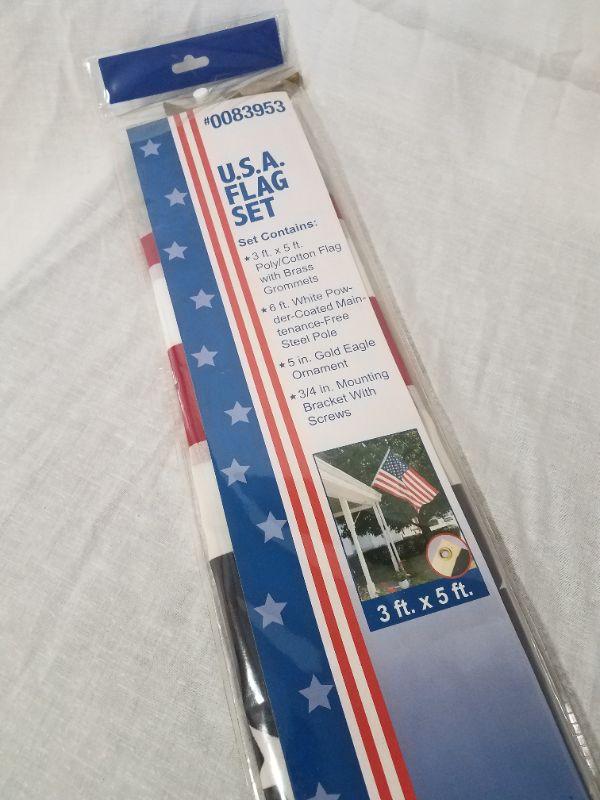 #0083953
U.S.A.
FLAG
SET
Set Contains:
★ 3 ft. x 5 ft.
Poly/Cotton Flag
with Brass
Grommets
★ 6 ft. White Pow-
der-Coated Main-
tenance-Free
Steel Pole
★ 5 in. Gold Eagle
Ornament
★ 3/4 in. Mounting
Bracket With
Screws
3 ft. x 5 ft.